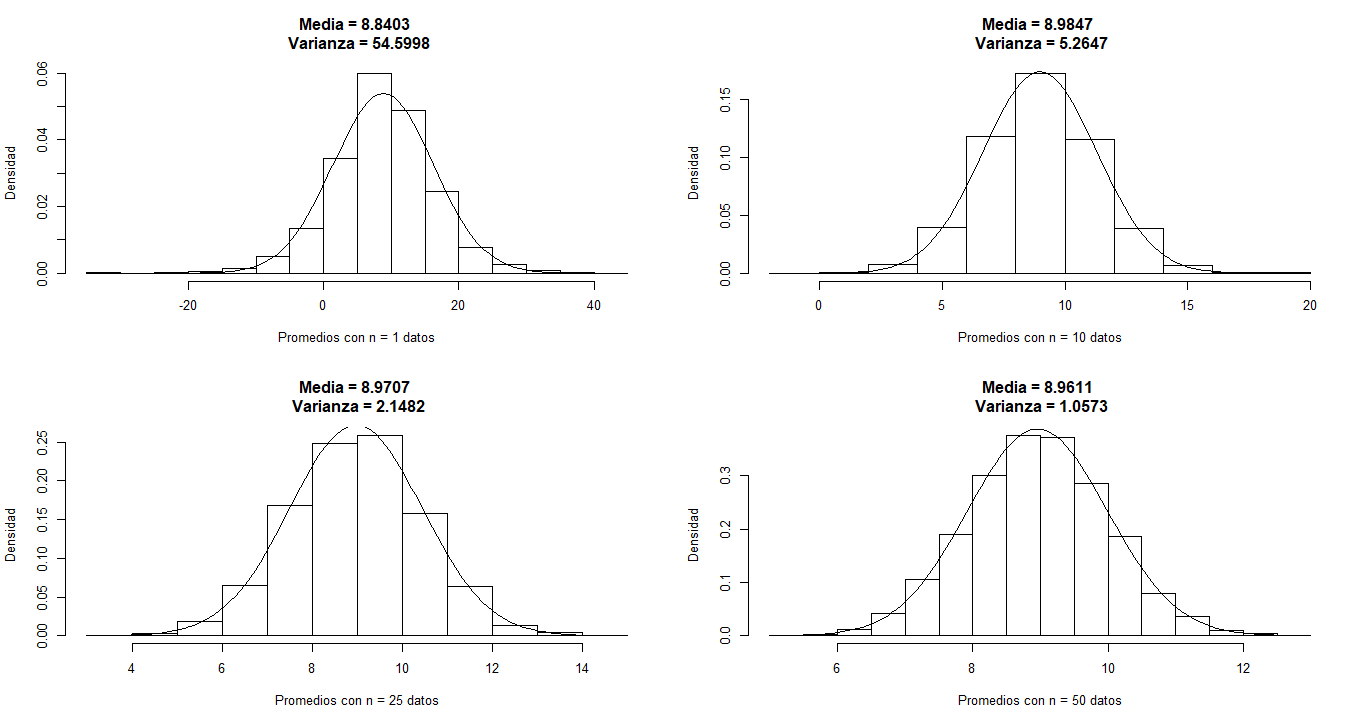 Media = 8.8403
Varianza = 54.5998
Densidad
0.00
0.02
0.04
0.06
-20
0
20
40
Promedios con n = 1 datos
Media = 8.9847
Varianza = 5.2647
Densidad
0.00
0.05
0.10
0.15
0
5
10
15
20
Promedios con n = 10 datos
Media = 8.9707
Varianza = 2.1482
Densidad
0.00
0.05
0.10
0.15
0.20
0.25
4
6
8
10
12
14
Promedios con n = 25 datos
Media = 8.9611
Varianza = 1.0573
Densidad
0.0
0.1
0.2
0.3
6
8
10
12
Promedios con n = 50 datos